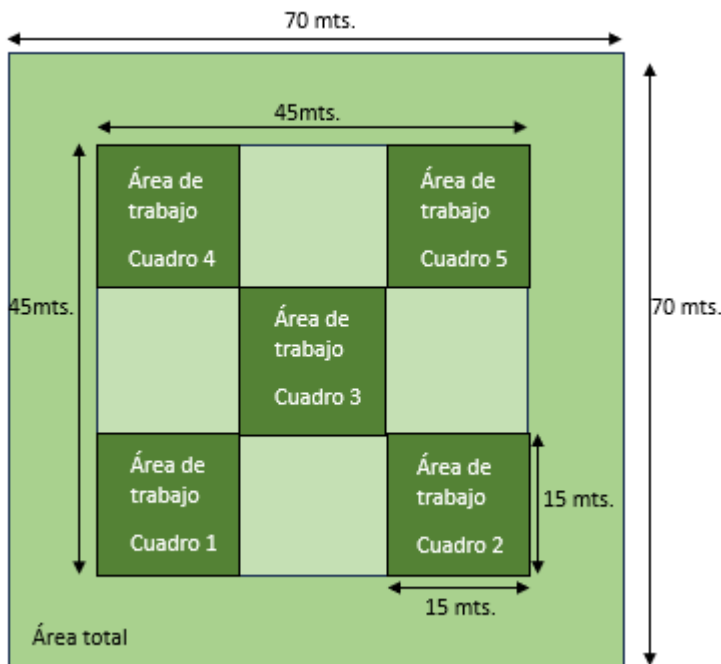 70 mts.
45mts.
Área de
trabajo
Cuadro 4
Área de
trabajo
Cuadro 5
45mts.
70 mts.
Área de
trabajo
Cuadro 3
Área de
trabajo
Cuadro 1
Área de
trabajo
Cuadro 2
15 mts.
15 mts.
Área total